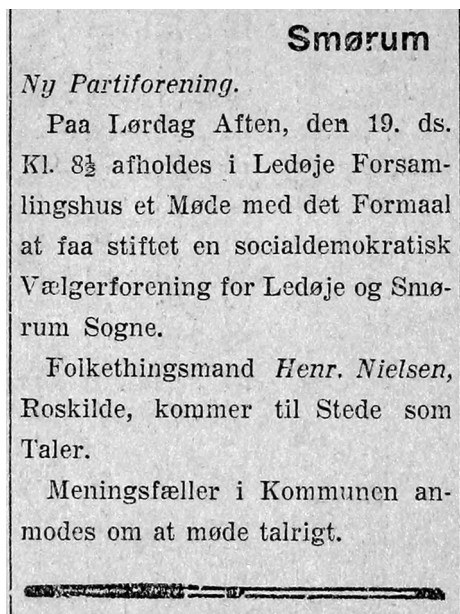 Smørum
Ny Partiforening.
Paa Lørdag Aften, den 19. ds.
Kl. 8½ afholdes i Ledøje Forsam-
lingshus et Møde med det Formaal
at faa stiftet en socialdemokratisk
Vælgerforening for Ledøje og Smø-
rum Sogne.
Folkethingsmand Henr. Nielsen,
Roskilde, kommer til Stede som
Taler.
Meningsfæller i Kommunen an-
modes om at møde talrigt.